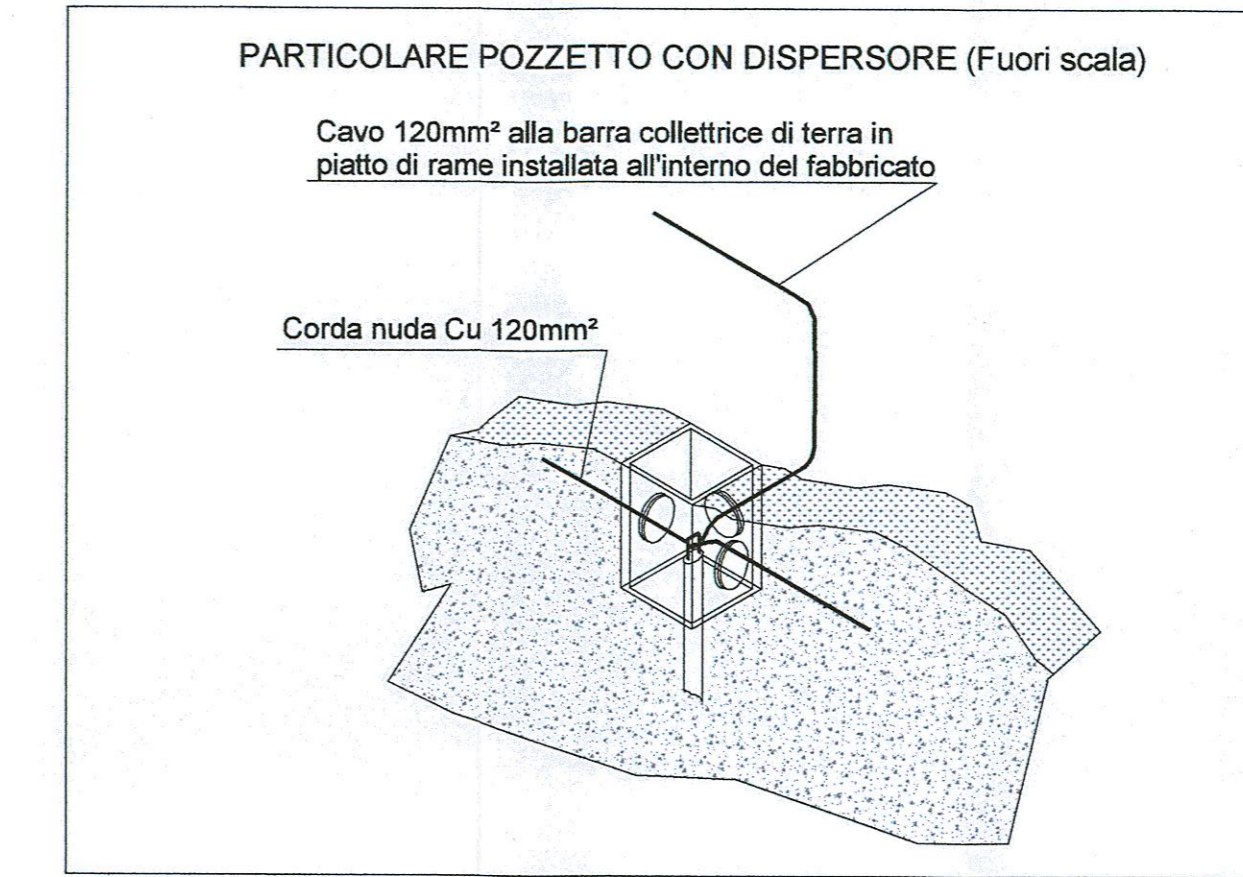 PARTICOLARE POZZETTO CON DISPERSORE (Fuori scala)
Cavo 120mm² alla barra collettrice di terra in
piatto di rame installata all'interno del fabbricato
Corda nuda Cu 120mm²